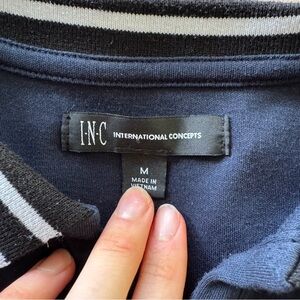 I·N·C INTERNATIONAL CONCEPTS
M
MADE IN
VIETNAM